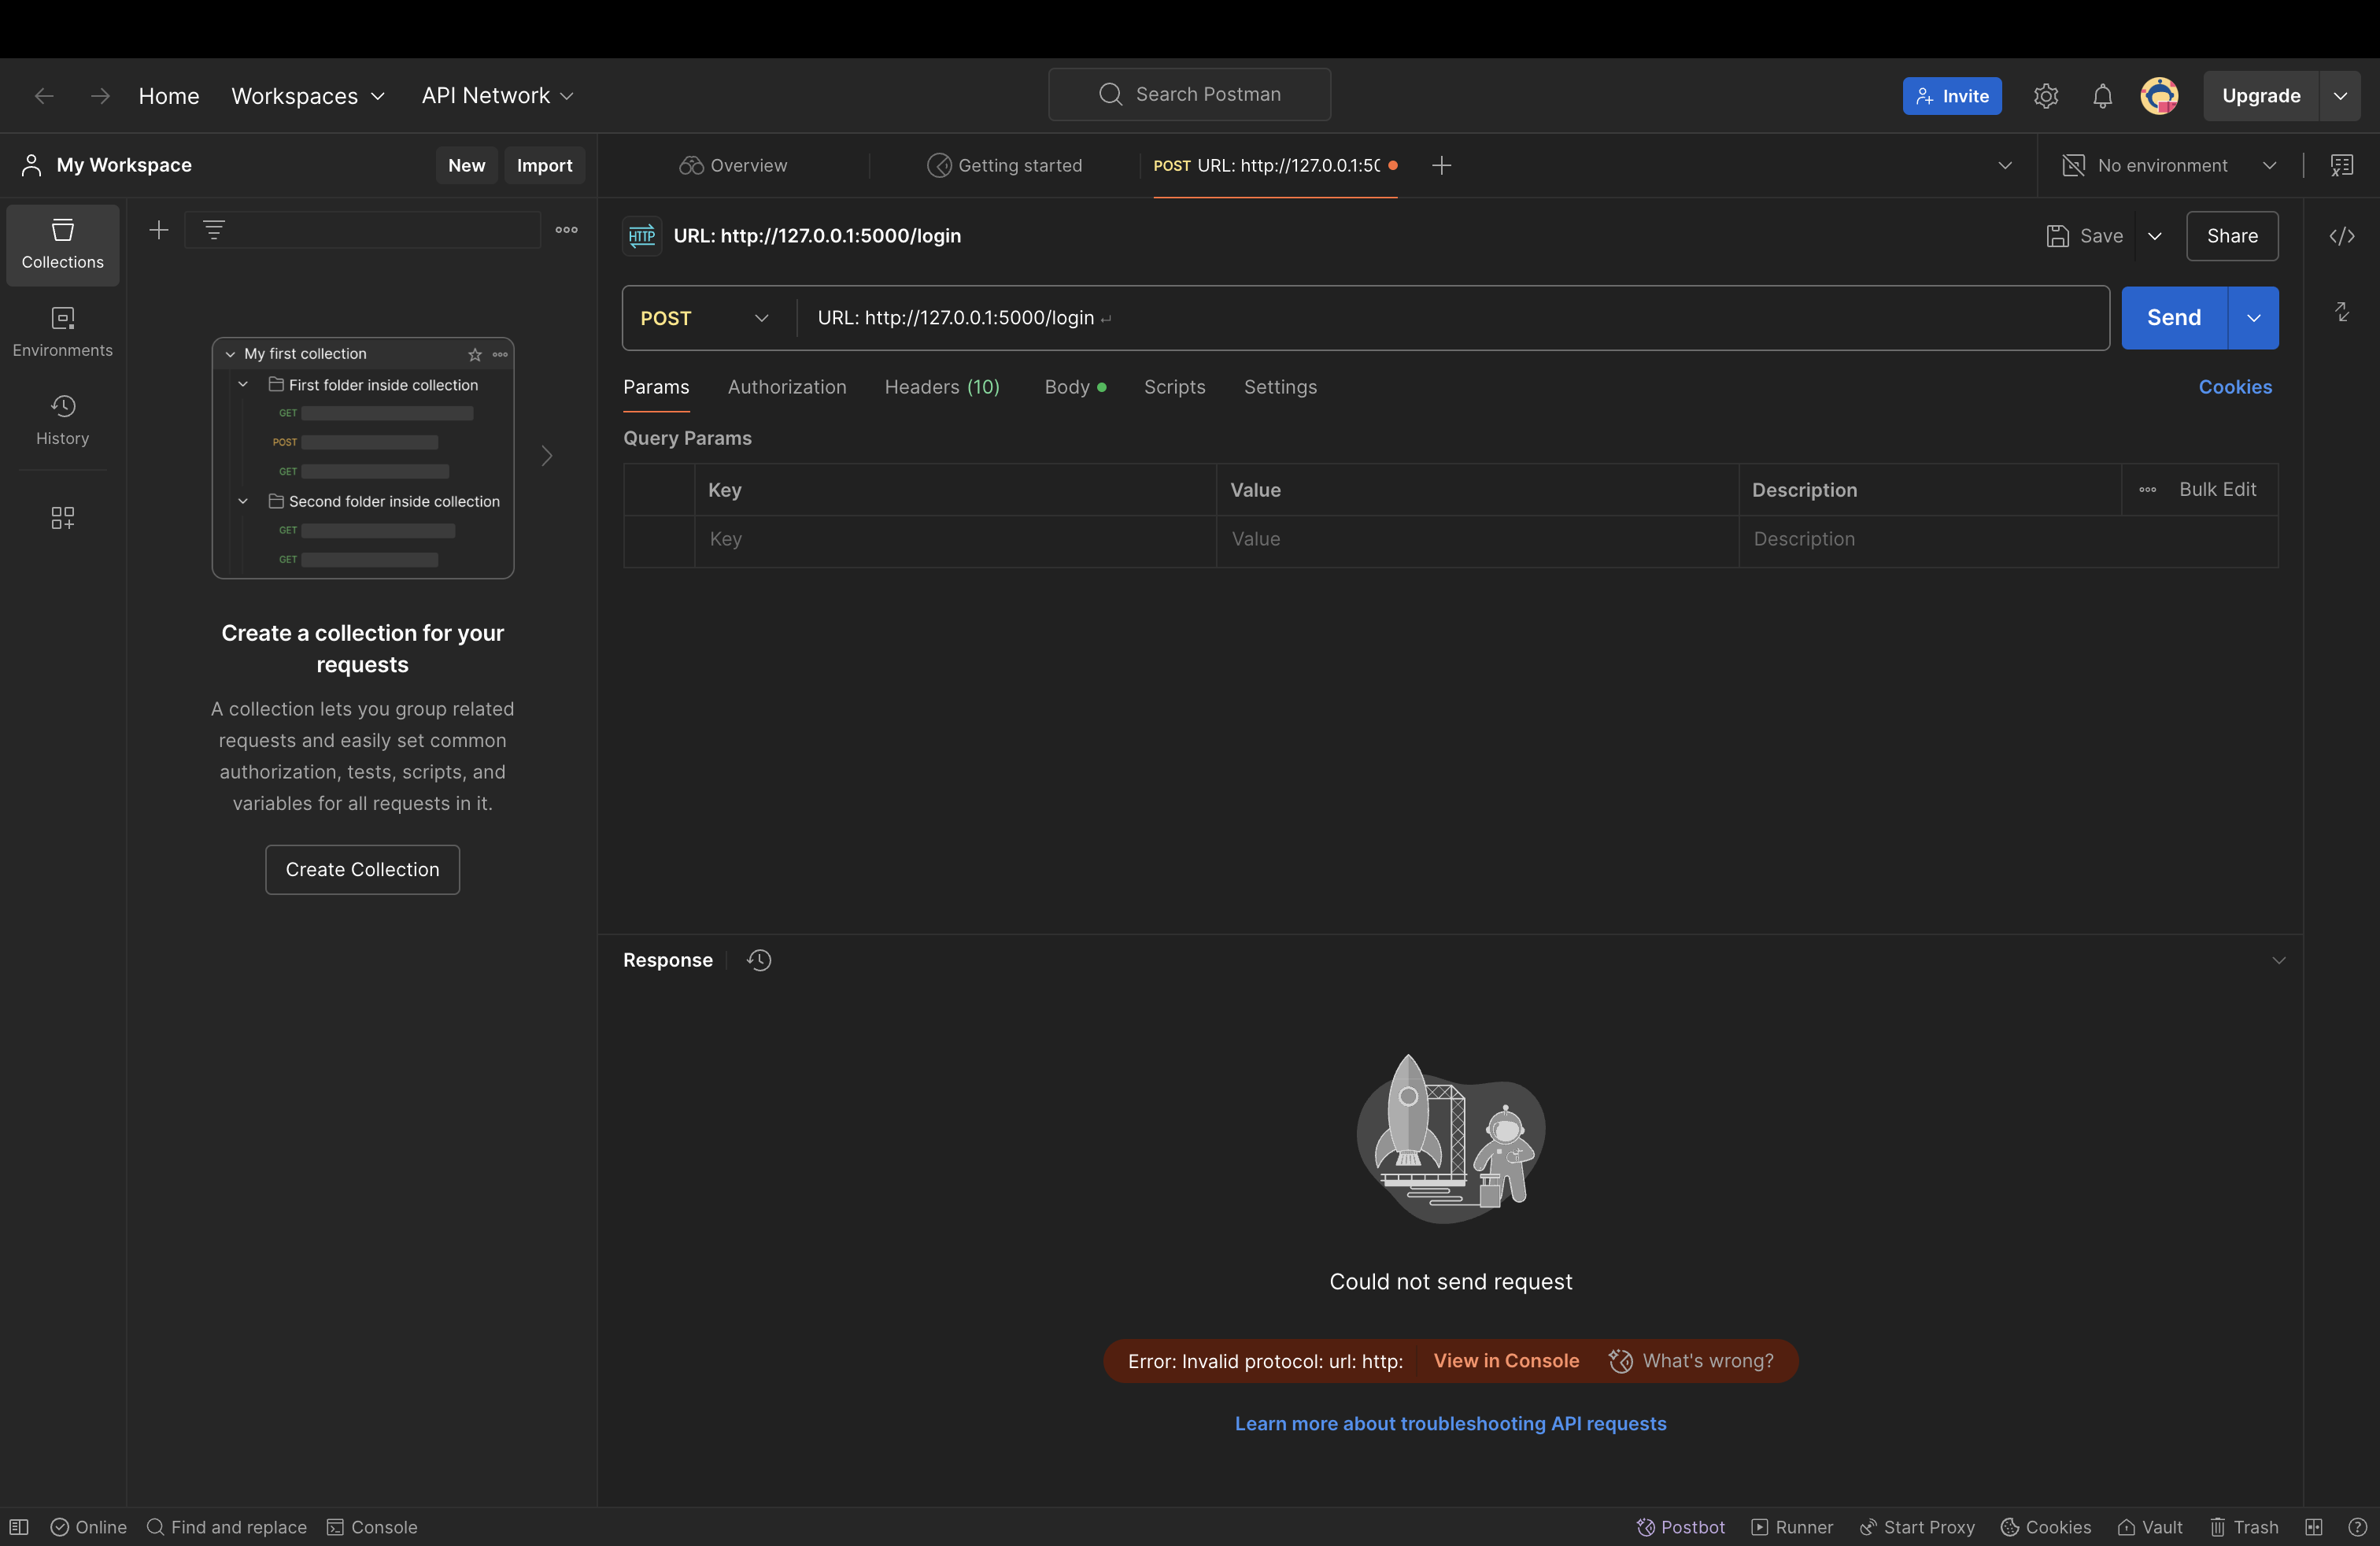 Home Workspaces API Network Search Postman Invite Upgrade
My Workspace New Import Overview Getting started POST URL: http://127.0.0.1:50 No environment
Collections
Environments
History
My first collection
First folder inside collection
GET
POST
GET
Second folder inside collection
GET
GET
Create a collection for your
requests
A collection lets you group related
requests and easily set common
authorization, tests, scripts, and
variables for all requests in it.
Create Collection
HTTP URL: http://127.0.0.1:5000/login Save Share
POST URL: http://127.0.0.1:5000/login Send
Params Authorization Headers (10) Body Scripts Settings Cookies
Query Params
Key Value Description Bulk Edit
Key Value Description
Response
Could not send request
Error: Invalid protocol: url: http: View in Console What's wrong?
Learn more about troubleshooting API requests
Online Find and replace Console Postbot Runner Start Proxy Cookies Vault Trash